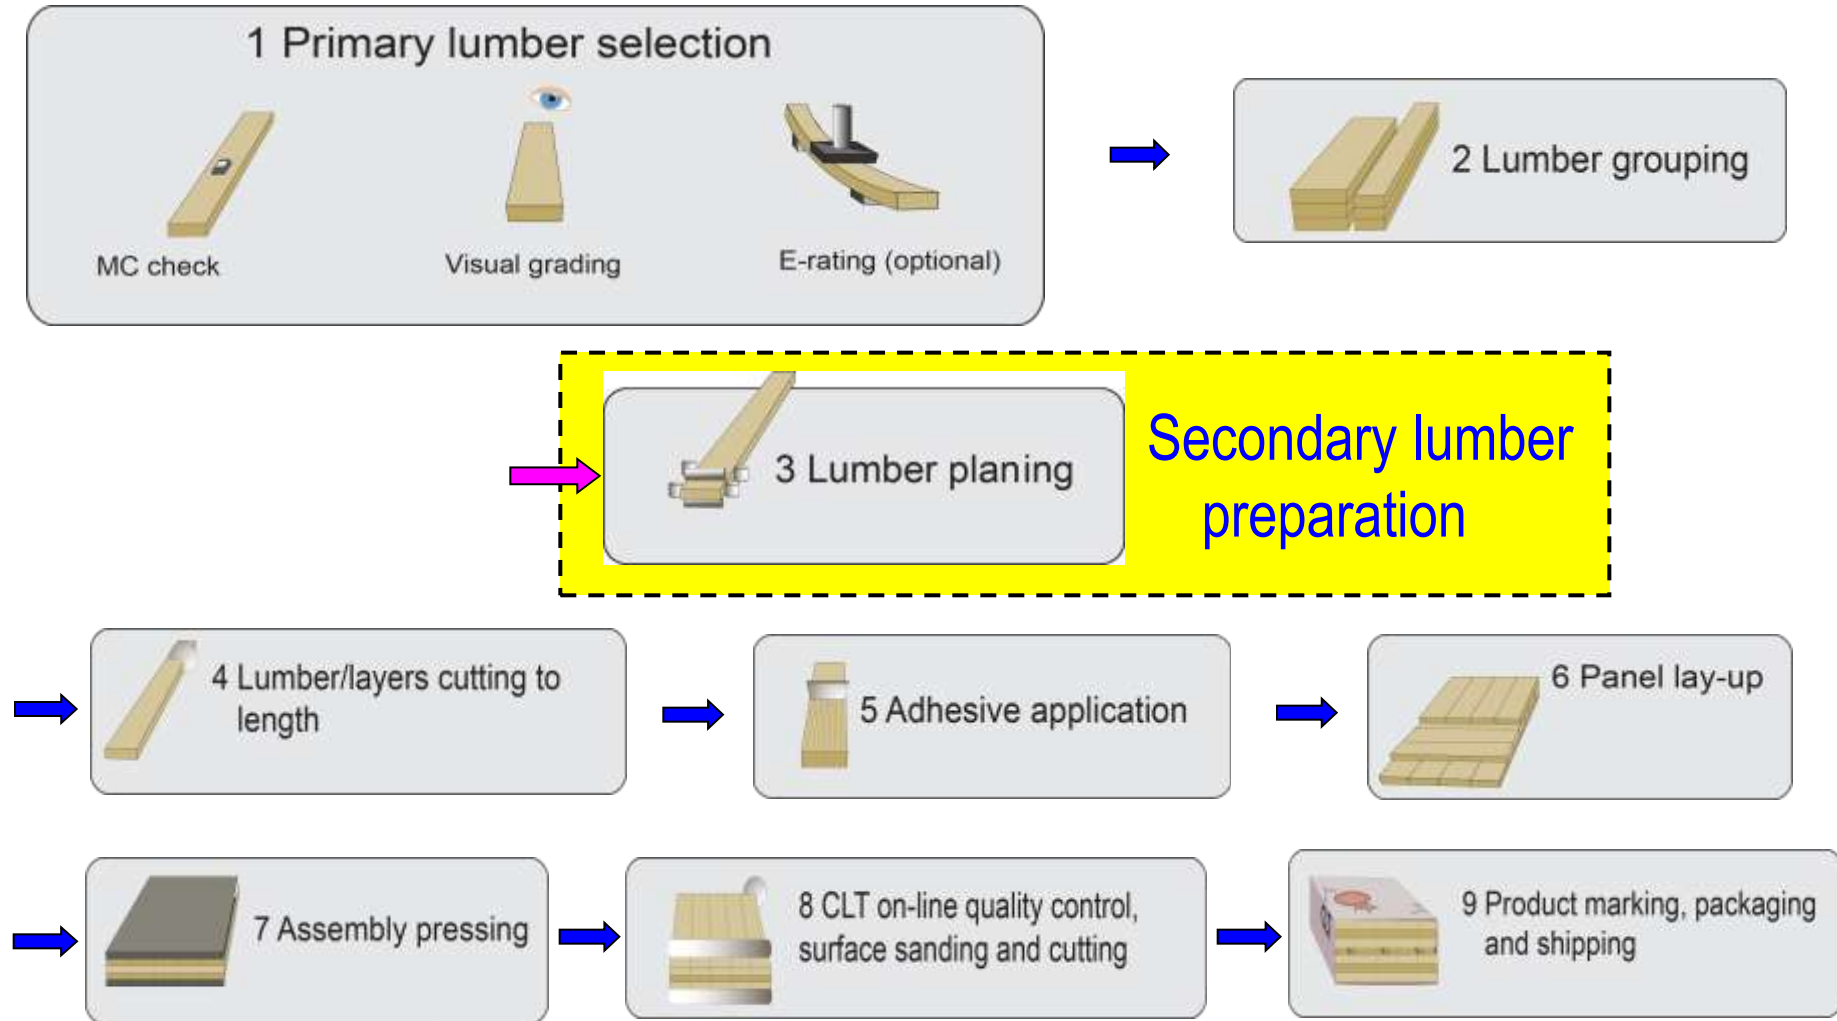 1 Primary lumber selection
MC check
Visual grading
E-rating (optional)
2 Lumber grouping
3 Lumber planing
Secondary lumber
preparation
4 Lumber/layers cutting to
length
5 Adhesive application
6 Panel lay-up
7 Assembly pressing
8 CLT on-line quality control,
surface sanding and cutting
9 Product marking, packaging
and shipping